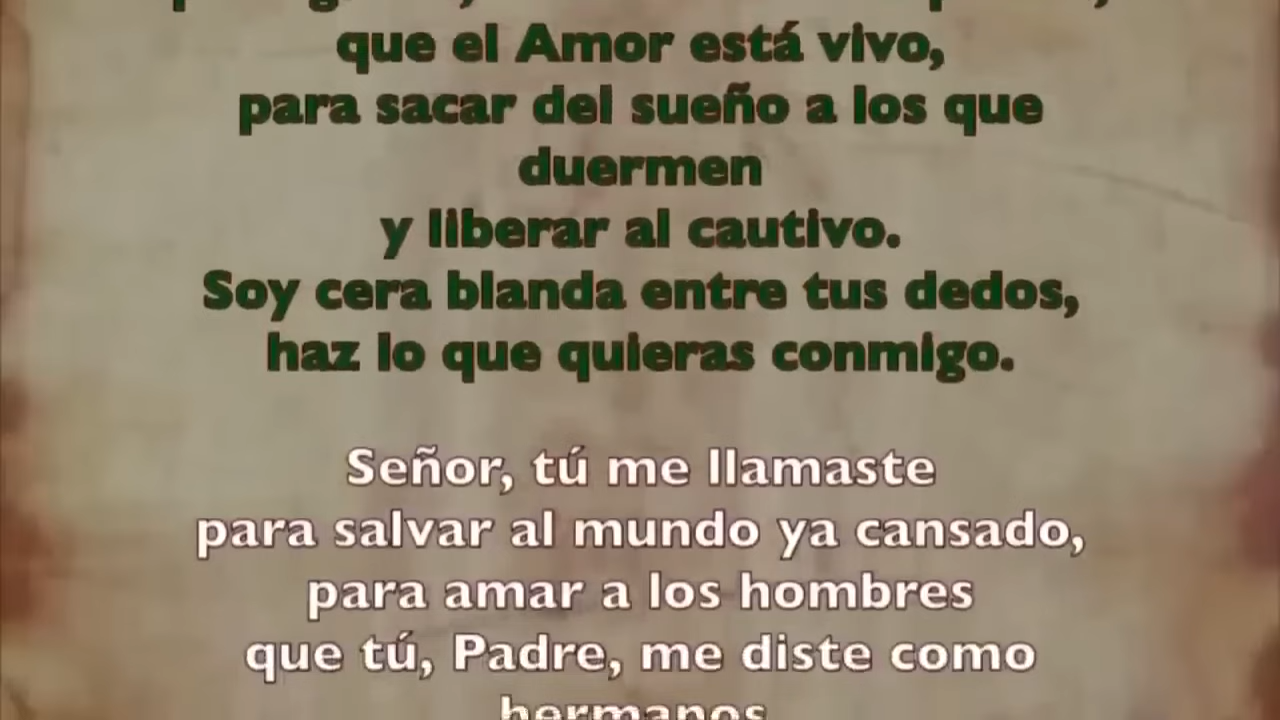 que el Amor está vivo,
para sacar del sueño a los que
duermen
y liberar al cautivo.
Soy cera blanda entre tus dedos,
haz lo que quieras conmigo.
Señor, tú me llamaste
para salvar al mundo ya cansado,
para amar a los hombres
que tú, Padre, me diste como
hermanos